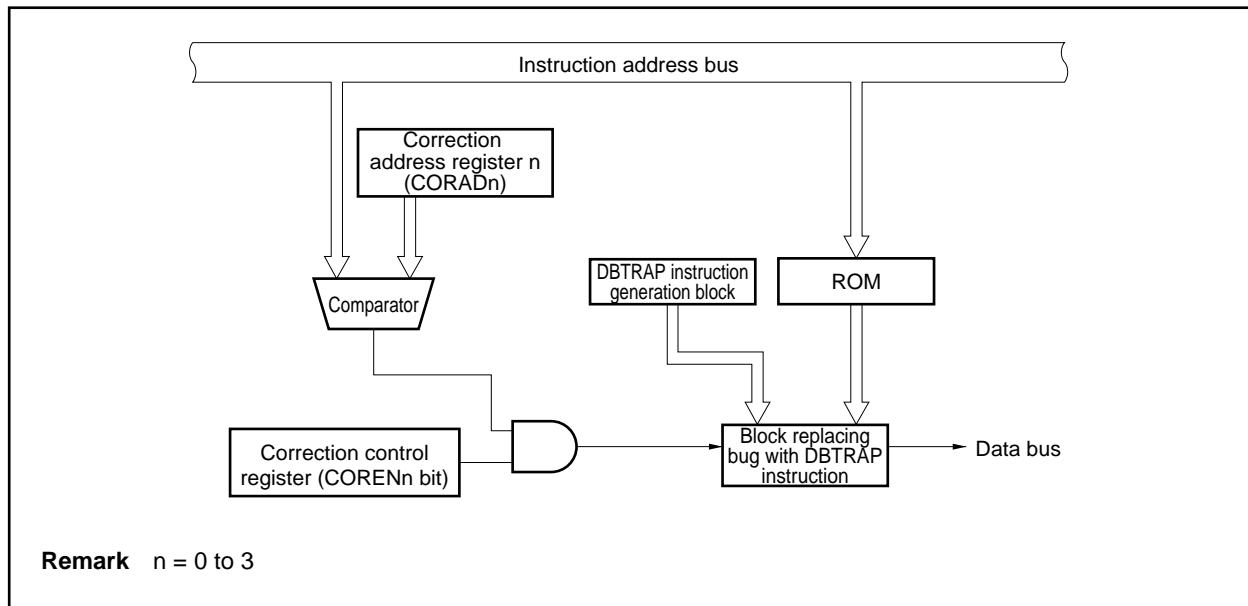 Instruction address bus
Correction
address register n
(CORADn)
Comparator
DBTRAP instruction
generation block
ROM
Correction control
register (CORENn bit)
Block replacing
bug with DBTRAP
instruction
Data bus
Remark n = 0 to 3